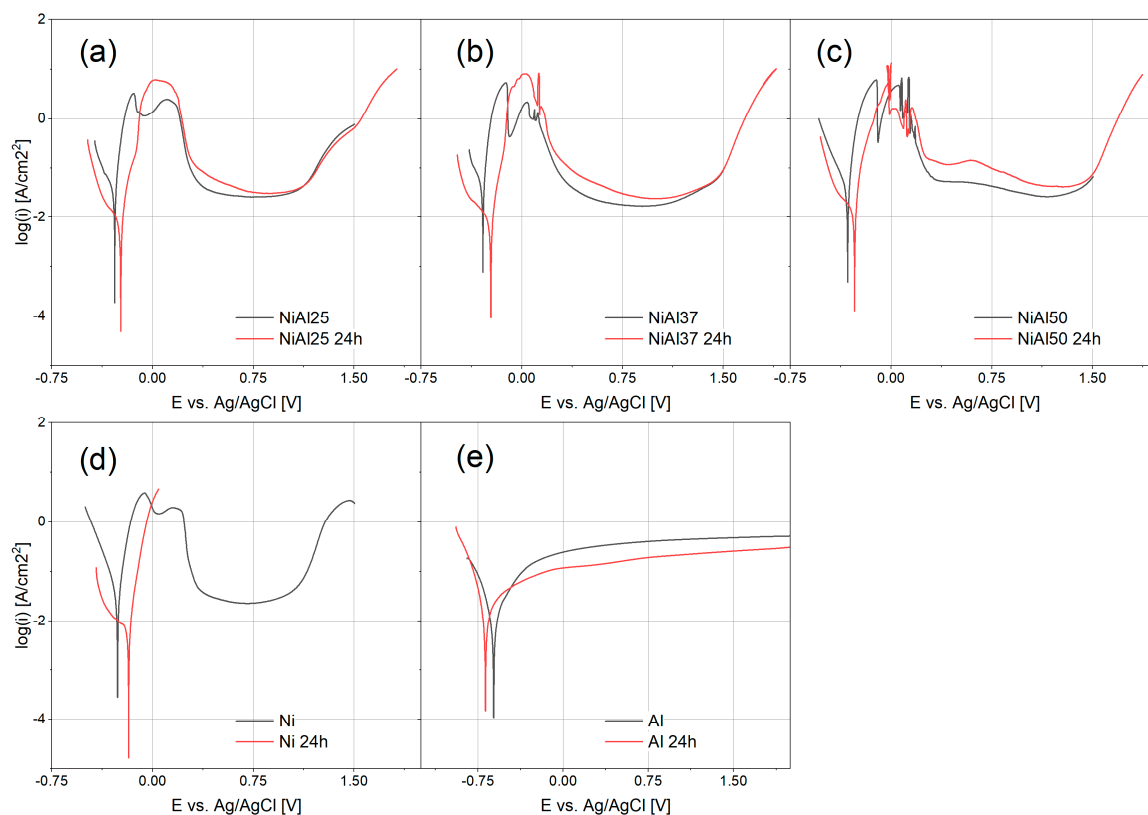 (a)
(b)
(c)
2
0
-2
-4
log(i) [A/cm2²]
NiAl25
NiAl25 24h
NiAl37
NiAl37 24h
NiAl50
NiAl50 24h
-0.75 0.00 0.75 1.50 -0.75 0.00 0.75 1.50 -0.75 0.00 0.75 1.50
E vs. Ag/AgCl [V] E vs. Ag/AgCl [V] E vs. Ag/AgCl [V]
(d)
(e)
2
0
-2
-4
log(i) [A/cm2²]
Ni
Ni 24h
Al
Al 24h
-0.75 0.00 0.75 1.50 -0.75 0.00 0.75 1.50
E vs. Ag/AgCl [V] E vs. Ag/AgCl [V]